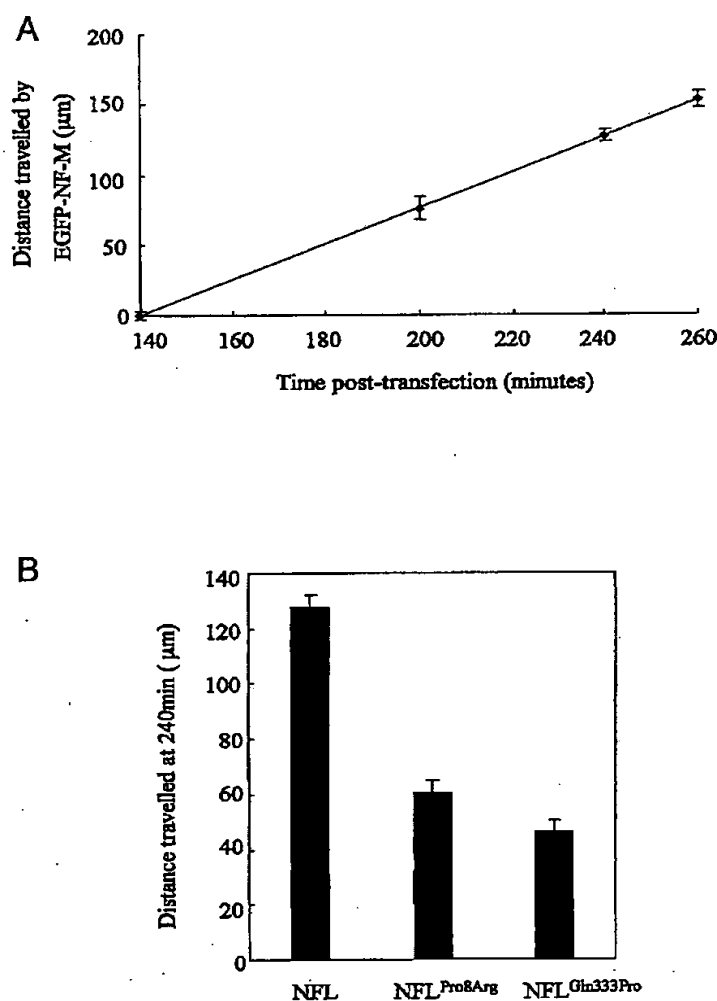 A
200
150
100
50
0
Distance travelled by
EGFP-NF-M (μm)
140 160 180 200 220 240 260
Time post-transfection (minutes)
B
140
120
100
80
60
40
20
0
Distance travelled at 240min ( μm)
NFL NFLPro8Arg NFLGln333Pro